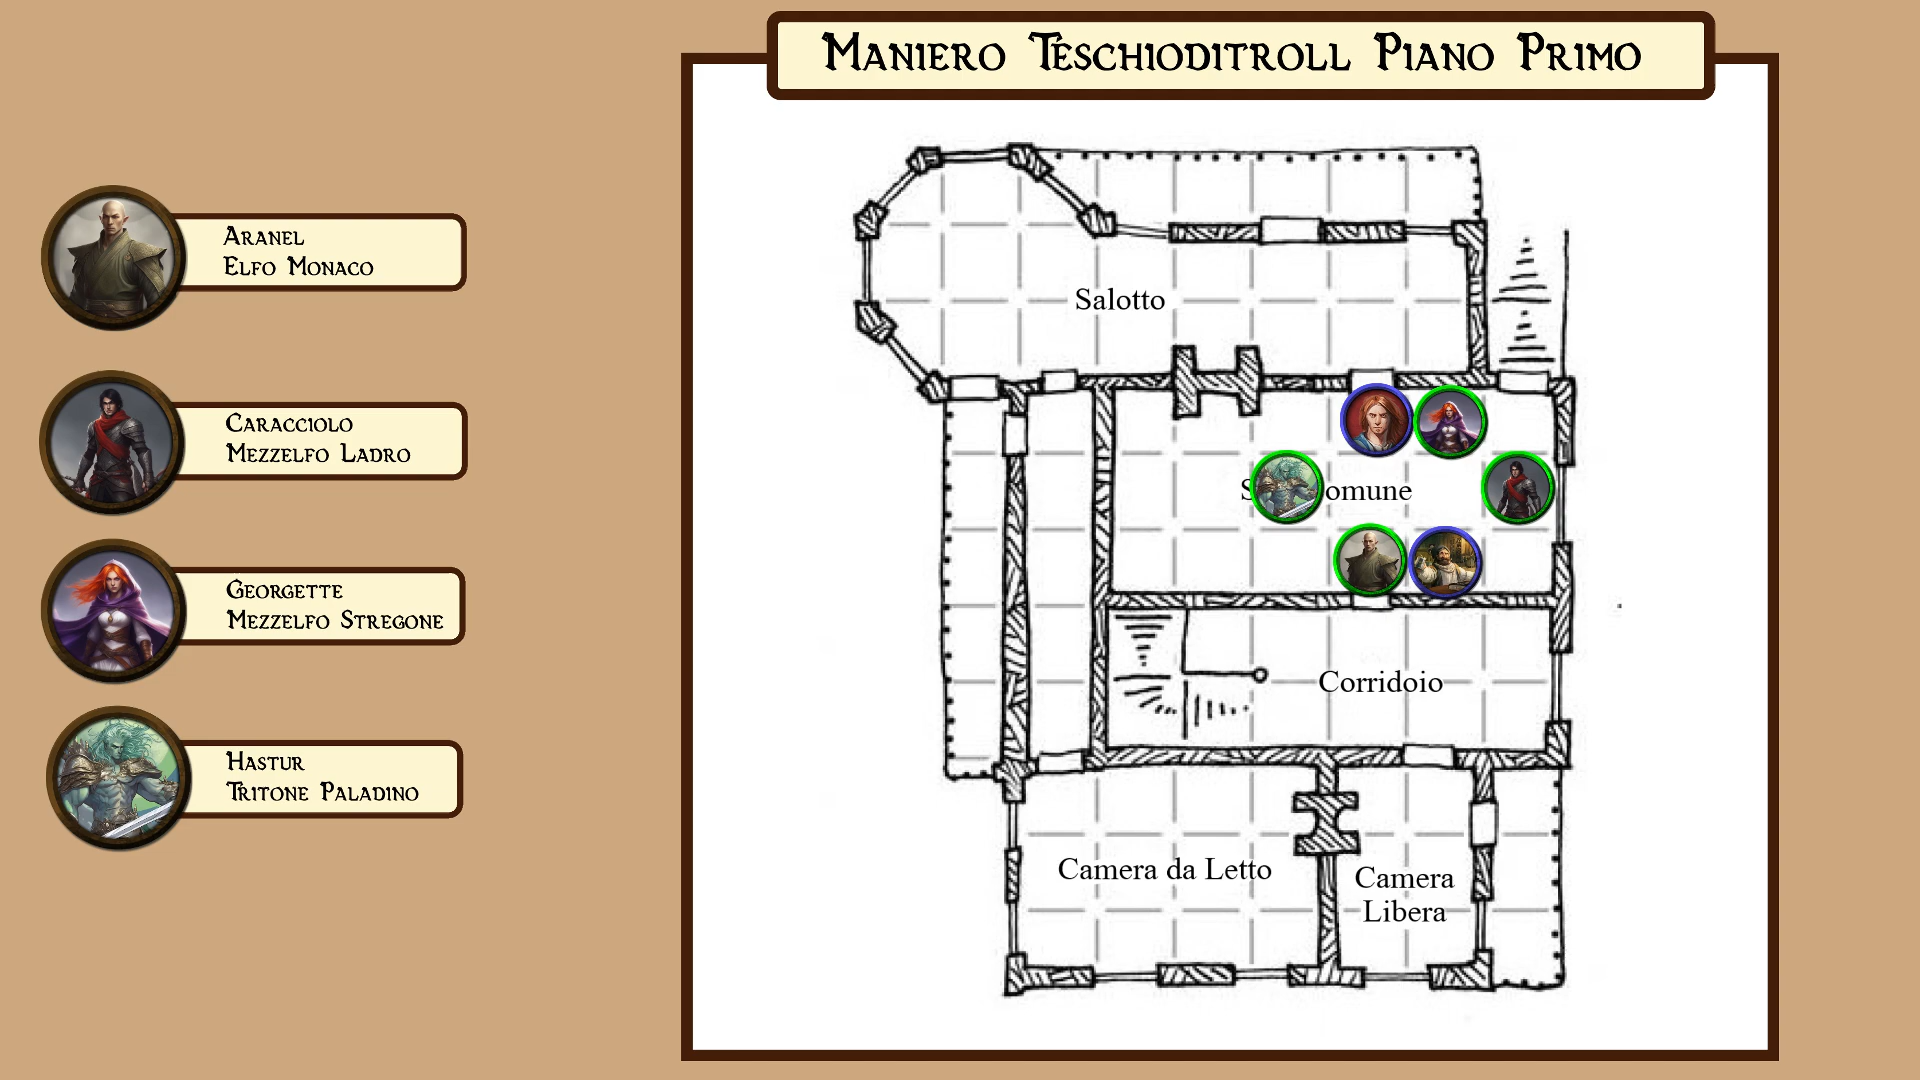 Maniero Teschioditroll Piano Primo
Aranel
Elfo Monaco
Caracciolo
Mezzelfo Ladro
Georgette
Mezzelfo Stregone
Hastur
Tritone Paladino
Salotto
omune
Corridoio
Camera da Letto
Camera
Libera